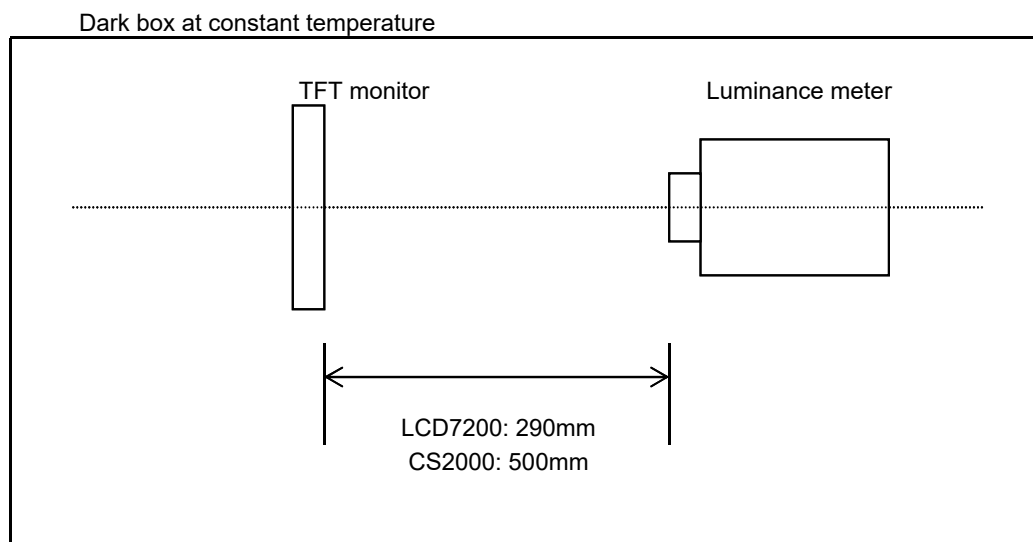 Dark box at constant temperature
TFT monitor
Luminance meter
LCD7200: 290mm
CS2000: 500mm